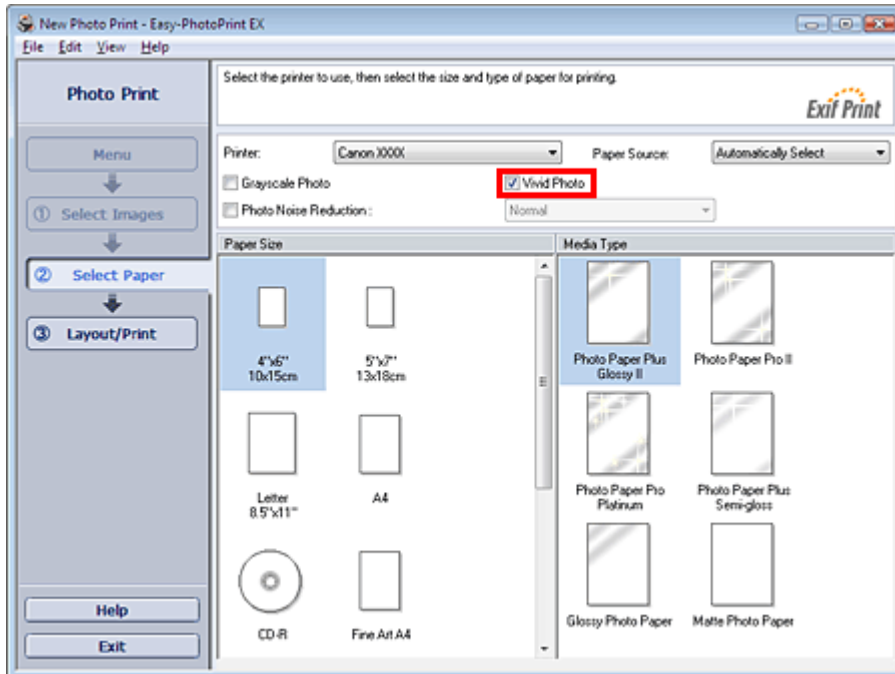 New Photo Print - Easy-PhotoPrint EX
File Edit View Help
Photo Print
Menu
① Select Images
② Select Paper
③ Layout/Print
Help
Exit
Select the printer to use, then select the size and type of paper for printing.
Exif Print
Printer: Canon XXXX Paper Source: Automatically Select
Grayscale Photo Vivid Photo
Photo Noise Reduction : Normal
Paper Size
4"x6"
10x15cm
5"x7"
13x18cm
Letter
8.5"x11"
A4
CD-R
Fine Art A4
Media Type
Photo Paper Plus
Glossy II
Photo Paper Pro II
Photo Paper Pro
Platinum
Photo Paper Plus
Semi-gloss
Glossy Photo Paper
Matte Photo Paper